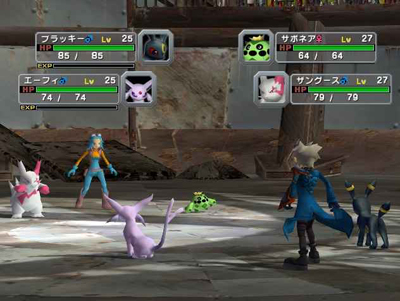 ブラッキー♂ Lv 25
HP
85/ 85
EXP
エーフィ♂ Lv 25
HP
74/ 74
EXP
サボネア♀ Lv 27
HP
64/ 64
ザングース♂ Lv 27
HP
79/ 79